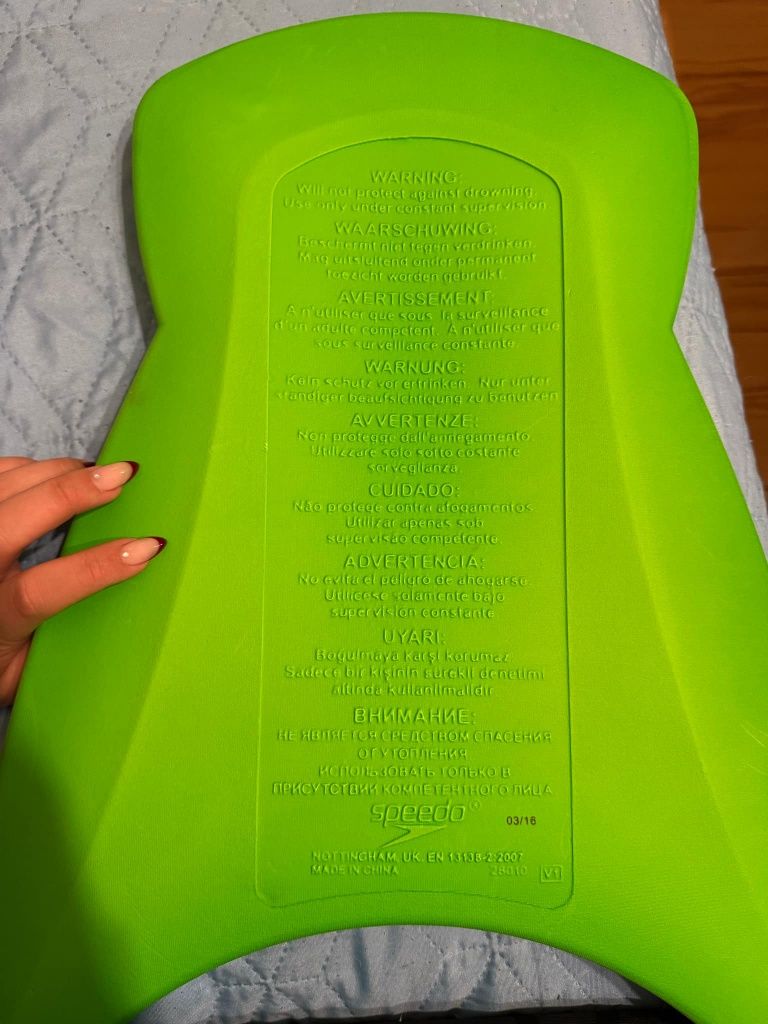 WARNING:
Will not protect against drowning.
Use only under constant supervision.
WAARSCHUWING:
Beschermt niet tegen verdrinken.
Mag uitsluitend onder permanent
toezicht worden gebruikt.
AVERTISSEMENT:
À n'utiliser que sous la surveillance
d'un adulte compétent. À n'utiliser que
sous surveillance constante.
WARNUNG:
Kein schutz vor ertrinken. Nur unter
ständiger beaufsichtigung zu benutzen
AVVERTENZE:
Non protegge dall'annegamento.
Utilizzare solo sotto costante
serveglianza.
CUIDADO:
Não protege contra afogamentos.
Utilizar apenas sob
supervisão competente.
ADVERTENCIA:
No evita el peligro de ahogarse.
Utilicese solamente bajo
supervisión constante
UYARI:
Boğulmaya karşı korumaz
Sadece bir kişinin sürekli denetimi
altında kullanılmalıdır
ВНИМАНИЕ:
НЕ ЯВЛЯЕТСЯ СРЕДСТВОМ СПАСЕНИЯ
ОТ УТОПЛЕНИЯ
ИСПОЛЬЗОВАТЬ ТОЛЬКО В
ПРИСУТСТВИИ КОМПЕТЕНТНОГО ЛИЦА
speedo®
03/16
NOTTINGHAM, UK. EN 13138-2:2007
MADE IN CHINA 28010 V1